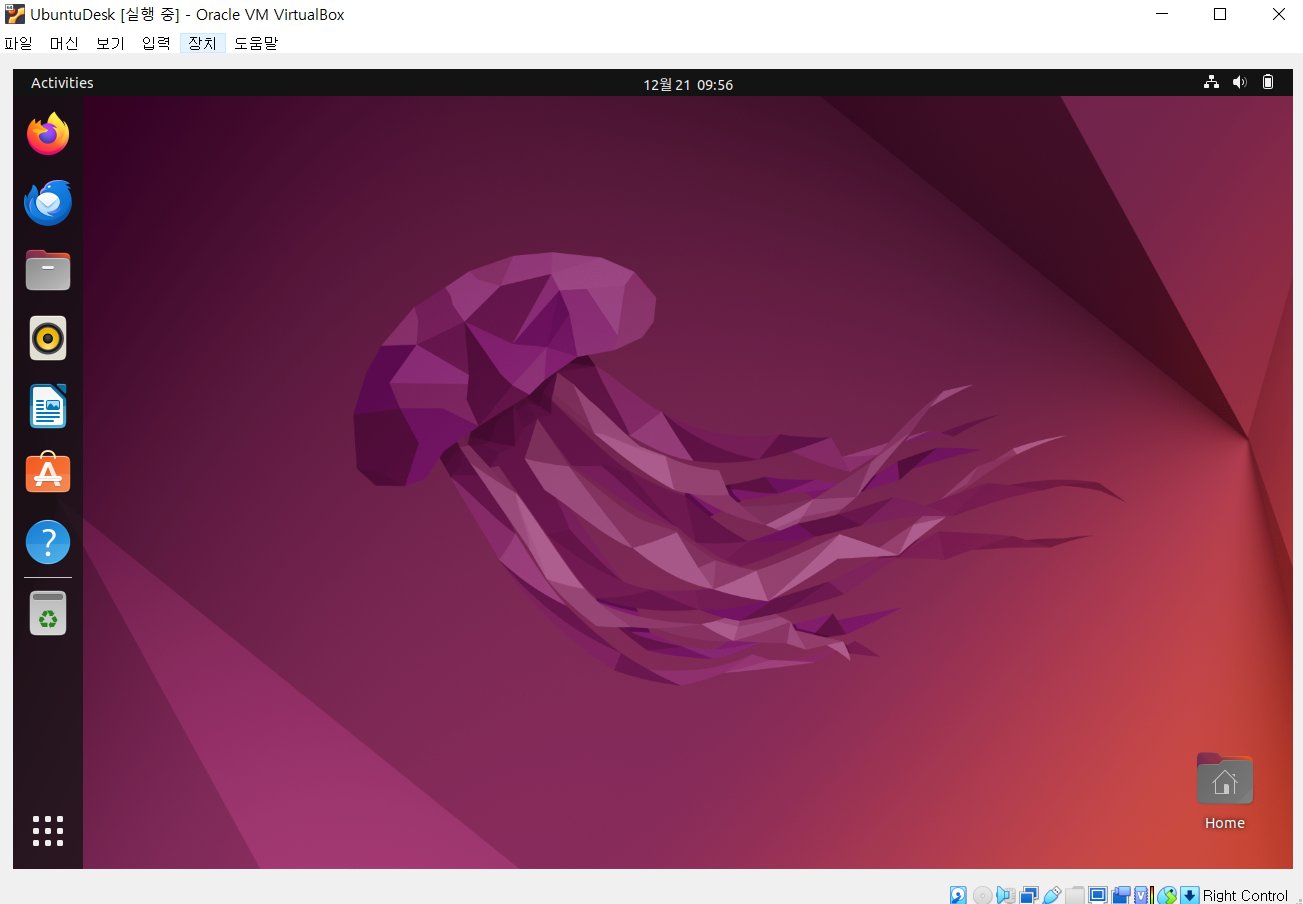 UbuntuDesk [실행 중] - Oracle VM VirtualBox
파일 머신 보기 입력 장치 도움말
Activities 12월 21 09:56
?
Home
Right Control